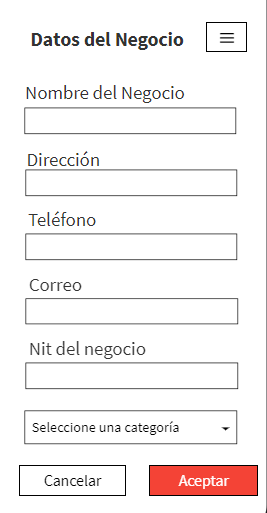 Datos del Negocio
Nombre del Negocio
Dirección
Teléfono
Correo
Nit del negocio
Seleccione una categoría
Cancelar
Aceptar